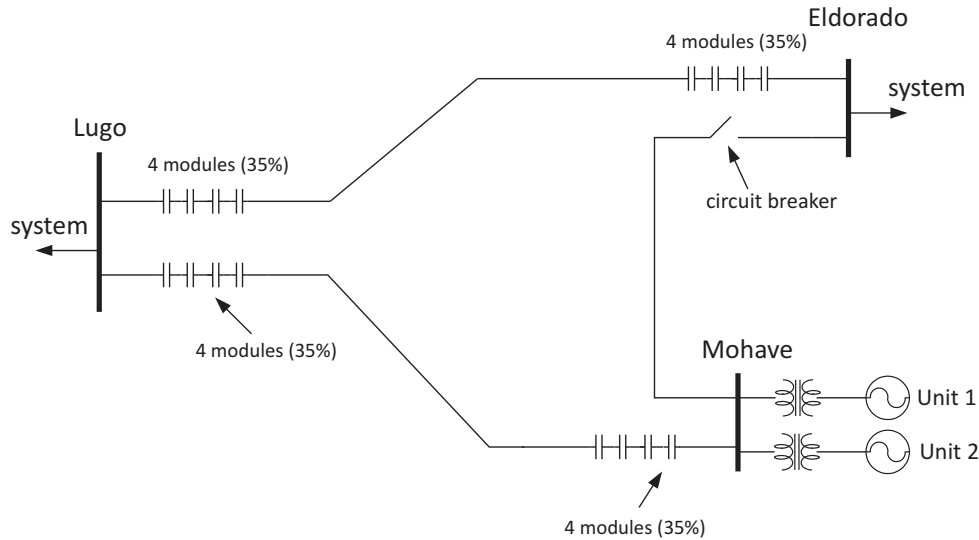 Eldorado
4 modules (35%)
system
Lugo
4 modules (35%)
circuit breaker
system
4 modules (35%)
Mohave
Unit 1
Unit 2
4 modules (35%)